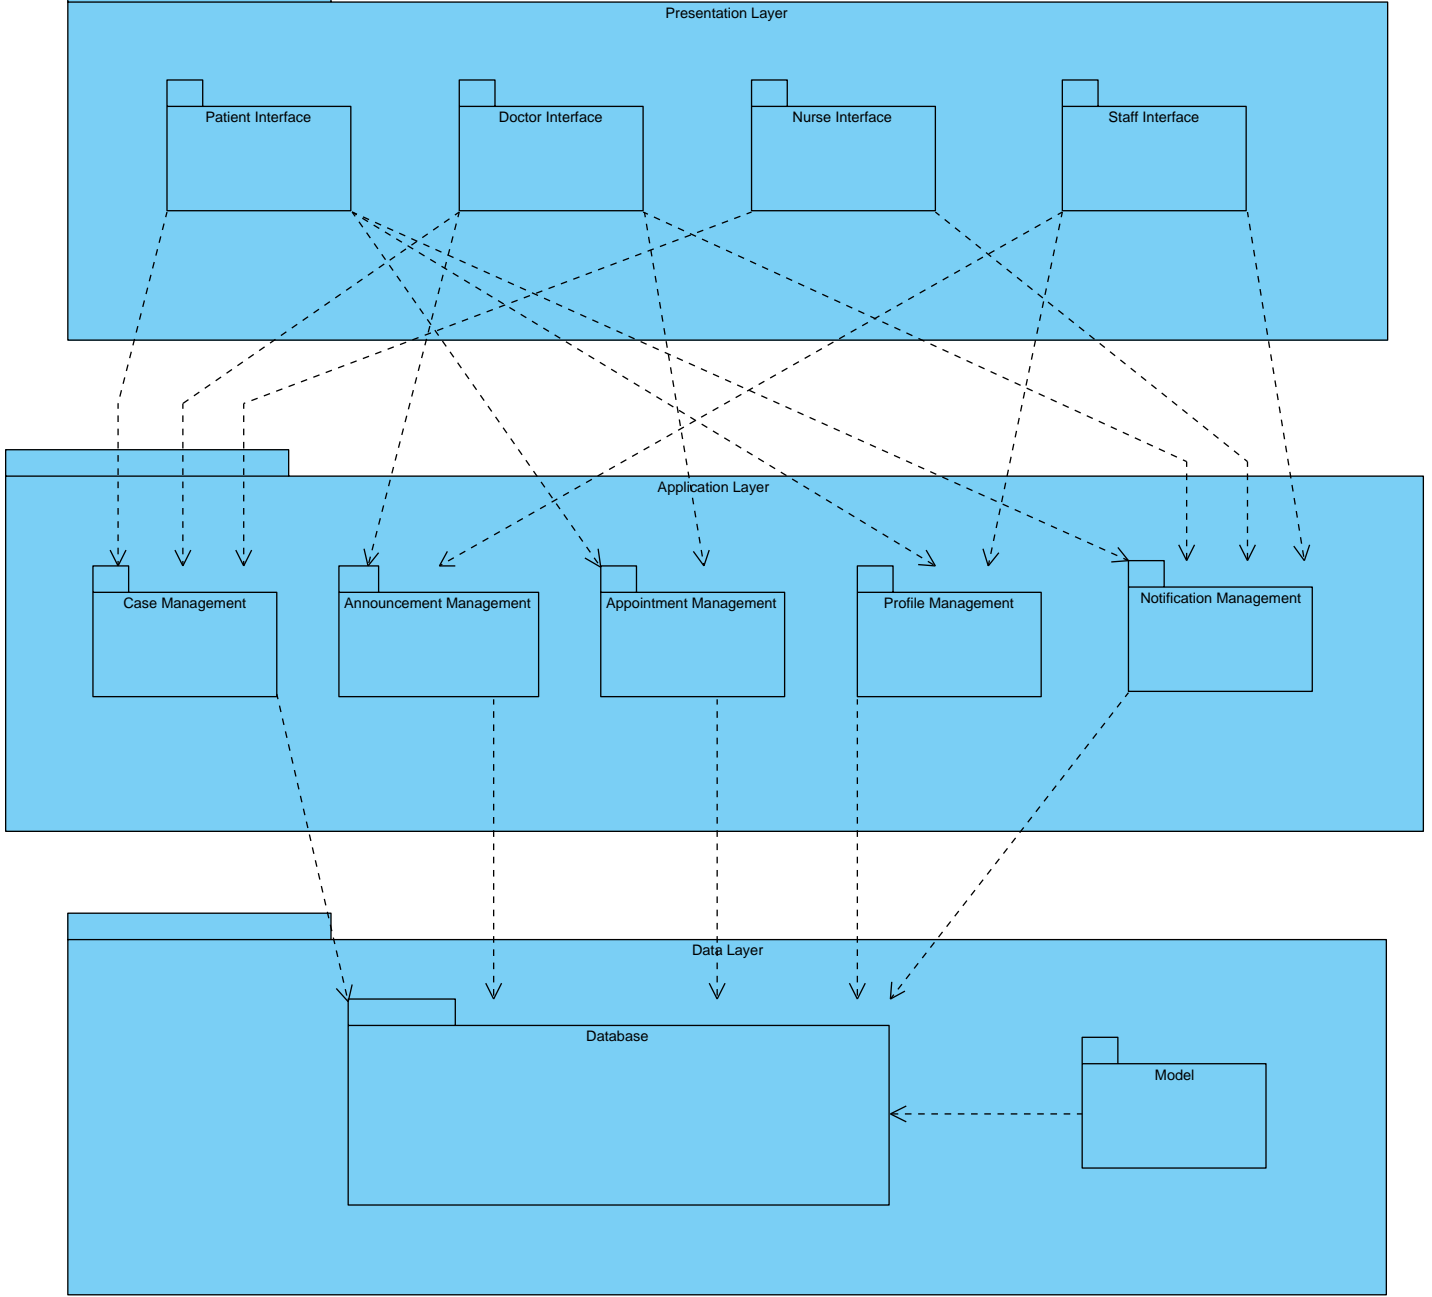 Presentation Layer
Patient Interface
Doctor Interface
Nurse Interface
Staff Interface
Application Layer
Case Management
Announcement Management
Appointment Management
Profile Management
Notification Management
Data Layer
Database
Model